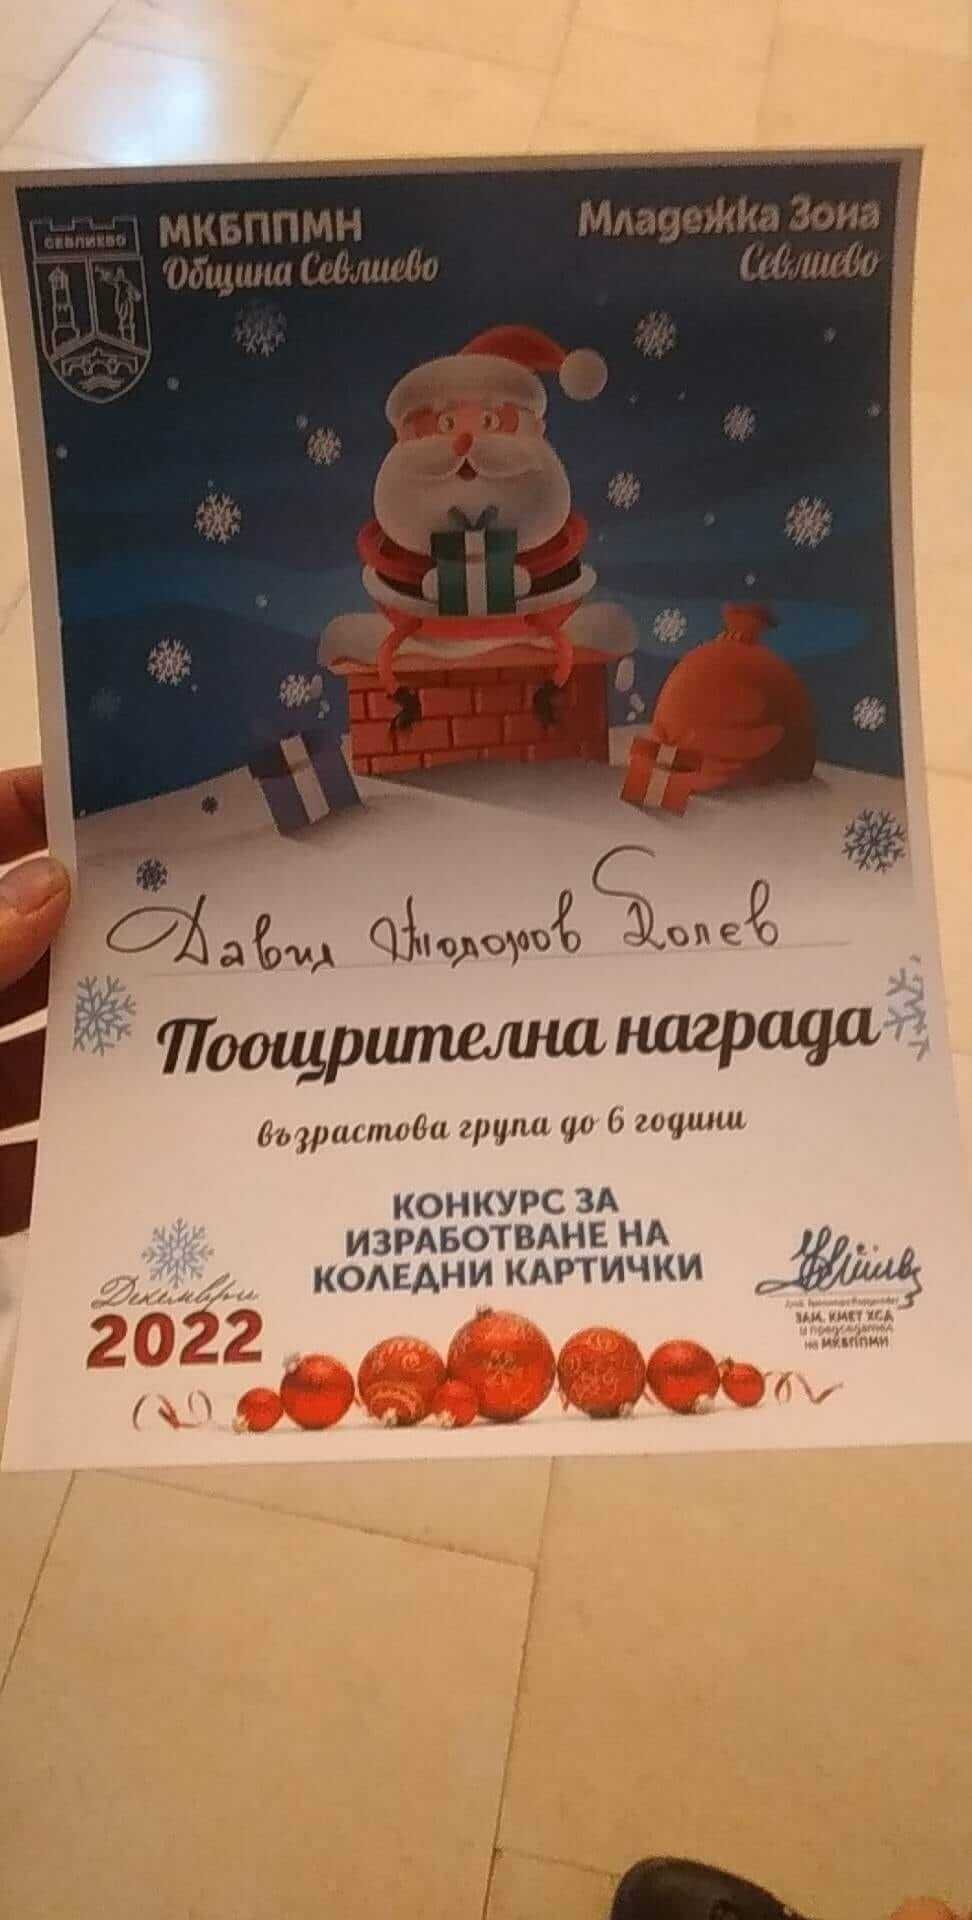 СЕВЛИЕВО
МКБППМН
Община Севлиево
Младежка Зона
Севлиево
Давид Тодоров Колев
Поощрителна награда
възрастова група до 6 години
КОНКУРС ЗА
ИЗРАБОТВАНЕ НА
КОЛЕДНИ КАРТИЧКИ
Декември
2022
ЗАМ. КМЕТ ХСД
и председател
на МКБППМН